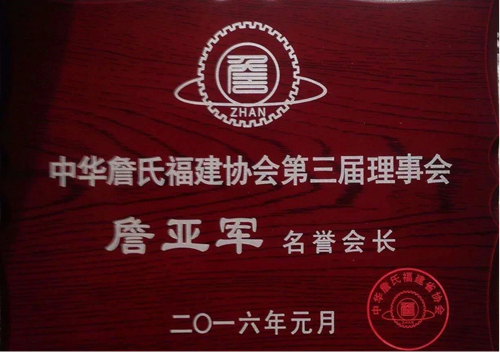 詹
ZHAN
中华詹氏福建协会第三届理事会
詹亚军 名誉会长
中华詹氏福建省协会
二〇一六年元月